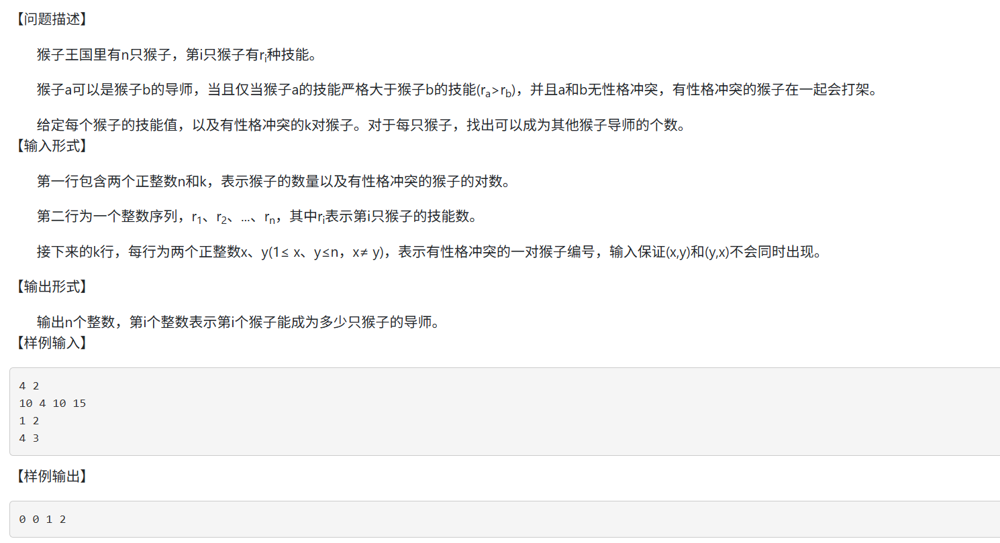 【问题描述】
猴子王国里有n只猴子，第i只猴子有ri种技能。
猴子a可以是猴子b的导师，当且仅当猴子a的技能严格大于猴子b的技能(ra>rb)，并且a和b无性格冲突，有性格冲突的猴子在一起会打架。
给定每个猴子的技能值，以及有性格冲突的k对猴子。对于每只猴子，找出可以成为其他猴子导师的个数。
【输入形式】
第一行包含两个正整数n和k，表示猴子的数量以及有性格冲突的猴子的对数。
第二行为一个整数序列，r1、r2、...、rn，其中ri表示第i只猴子的技能数。
接下来的k行，每行为两个正整数x、y(1≤ x、y≤n，x≠ y)，表示有性格冲突的一对猴子编号，输入保证(x,y)和(y,x)不会同时出现。
【输出形式】
输出n个整数，第i个整数表示第i个猴子能成为多少只猴子的导师。
【样例输入】
4 2
10 4 10 15
1 2
4 3
【样例输出】
0 0 1 2